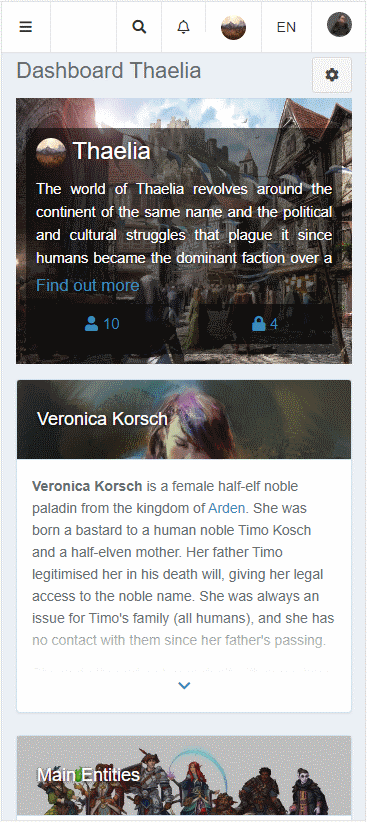 EN
Dashboard Thaelia
Thaelia
The world of Thaelia revolves around the
continent of the same name and the political
and cultural struggles that plague it since
humans became the dominant faction over a
Find out more
10
4
Veronica Korsch
Veronica Korsch is a female half-elf noble
paladin from the kingdom of Arden. She was
born a bastard to a human noble Timo Kosch
and a half-elven mother. Her father Timo
legitimised her in his death will, giving her legal
access to the noble name. She was always an
issue for Timo's family (all humans), and she has
no contact with them since her father's passing.
Main Entities